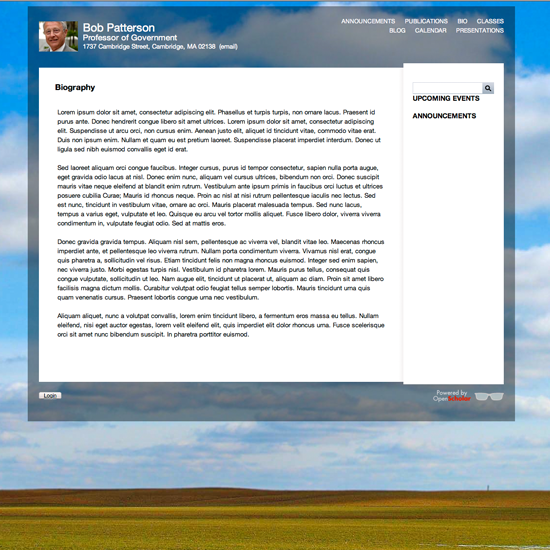 Bob Patterson
Professor of Government
1737 Cambridge Street, Cambridge, MA 02138 (email)
ANNOUNCEMENTS PUBLICATIONS BIO CLASSES
BLOG CALENDAR PRESENTATIONS
Biography
Lorem ipsum dolor sit amet, consectetur adipiscing elit. Phasellus et turpis turpis, non ornare lacus. Praesent id
purus ante. Donec hendrerit congue libero sit amet ultrices. Lorem ipsum dolor sit amet, consectetur adipiscing
elit. Suspendisse ut arcu orci, non cursus enim. Aenean justo elit, aliquet id tincidunt vitae, commodo vitae erat.
Duis non ipsum enim. Nullam et quam eu est pretium laoreet. Suspendisse placerat imperdiet interdum. Donec ut
ligula sed nibh euismod convallis eget id erat.
Sed laoreet aliquam orci congue faucibus. Integer cursus, purus id tempor consectetur, sapien nulla porta augue,
eget gravida odio lacus at nisl. Donec enim nunc, aliquam vel cursus ultrices, bibendum non orci. Donec suscipit
mauris vitae neque eleifend at blandit enim rutrum. Vestibulum ante ipsum primis in faucibus orci luctus et ultrices
posuere cubilia Curae; Mauris id rhoncus neque. Proin ac nisl at nisi rutrum pellentesque iaculis nec lectus. Sed
est nunc, tincidunt in vestibulum vitae, ornare ac orci. Mauris placerat malesuada tempus. Sed nunc lacus,
tempus a varius eget, vulputate et leo. Quisque eu arcu vel tortor mollis aliquet. Fusce libero dolor, viverra viverra
condimentum in, vulputate feugiat odio. Sed at mattis eros.
Donec gravida gravida tempus. Aliquam nisl sem, pellentesque ac viverra vel, blandit vitae leo. Maecenas rhoncus
imperdiet ante, et pellentesque leo viverra rutrum. Nullam porta condimentum viverra. Vivamus nisl erat, congue
quis pharetra a, sollicitudin vel risus. Etiam tincidunt felis non magna rhoncus euismod. Integer sed enim sapien,
nec viverra justo. Morbi egestas turpis nisl. Vestibulum id pharetra lorem. Mauris purus tellus, consequat quis
congue vulputate, sollicitudin ut leo. Nam augue elit, tincidunt ut placerat ut, aliquam ac diam. Proin sit amet libero
facilisis magna dictum mollis. Curabitur volutpat odio feugiat tellus semper lobortis. Mauris tincidunt urna quis
quam venenatis cursus. Praesent lobortis congue urna nec vestibulum.
Aliquam aliquet, nunc a volutpat convallis, lorem enim tincidunt libero, a fermentum eros massa eu tellus. Nullam
eleifend, nisi eget auctor egestas, lorem velit eleifend elit, quis imperdiet elit dolor rhoncus urna. Fusce scelerisque
orci sit amet nunc bibendum suscipit. In pharetra porttitor euismod.
UPCOMING EVENTS
ANNOUNCEMENTS
Login
Powered by
OpenScholar